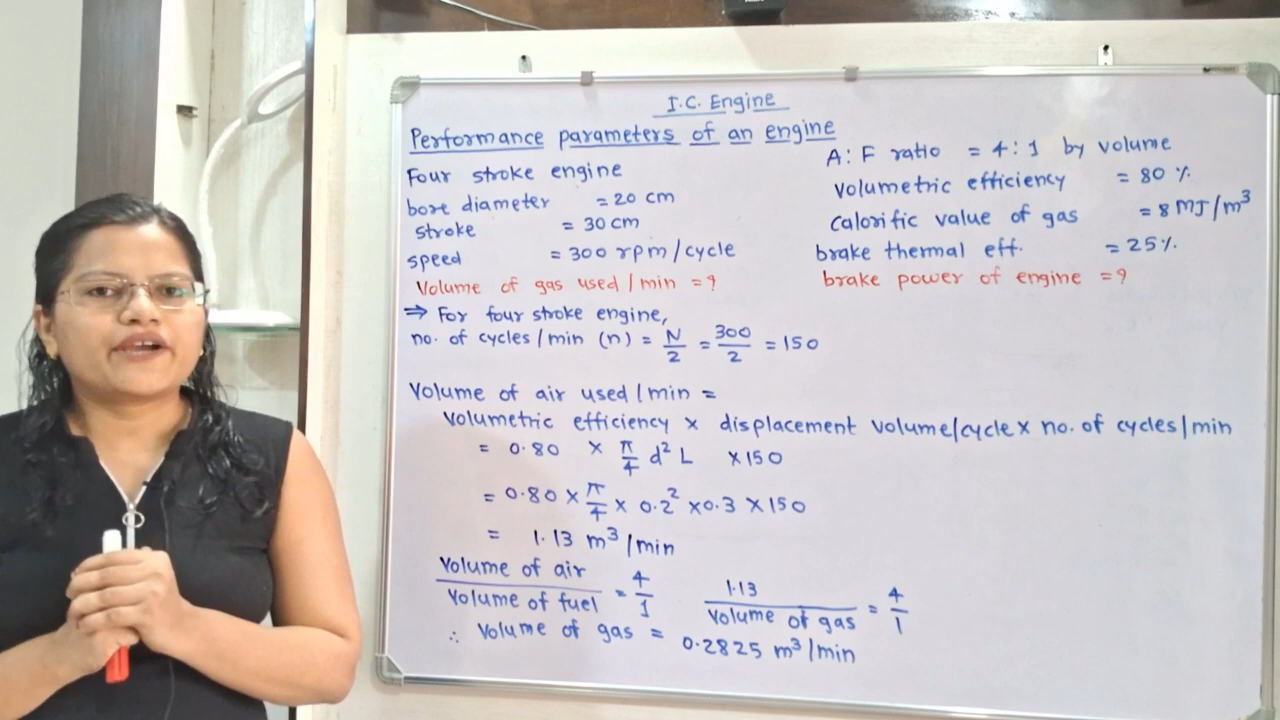 I.C. Engine
Performance parameters of an engine
Four stroke engine
bore diameter = 20 cm
stroke = 30 cm
speed = 300 rpm/cycle
Volume of gas used / min = ?
A : F ratio = 4 : 1 by volume
Volumetric efficiency = 80 %
calorific value of gas = 8 MJ/m³
brake thermal eff. = 25%
brake power of engine = ?
⇒ For four stroke engine,
no. of cycles / min (n) = N/2 = 300/2 = 150
Volume of air used / min =
Volumetric efficiency × displacement volume/cycle × no. of cycles / min
= 0.80 × π/4 d² L × 150
= 0.80 × π/4 × 0.2² × 0.3 × 150
= 1.13 m³ / min
Volume of air / Volume of fuel = 4/1    1.13 / Volume of gas = 4/1
∴ Volume of gas = 0.2825 m³ / min